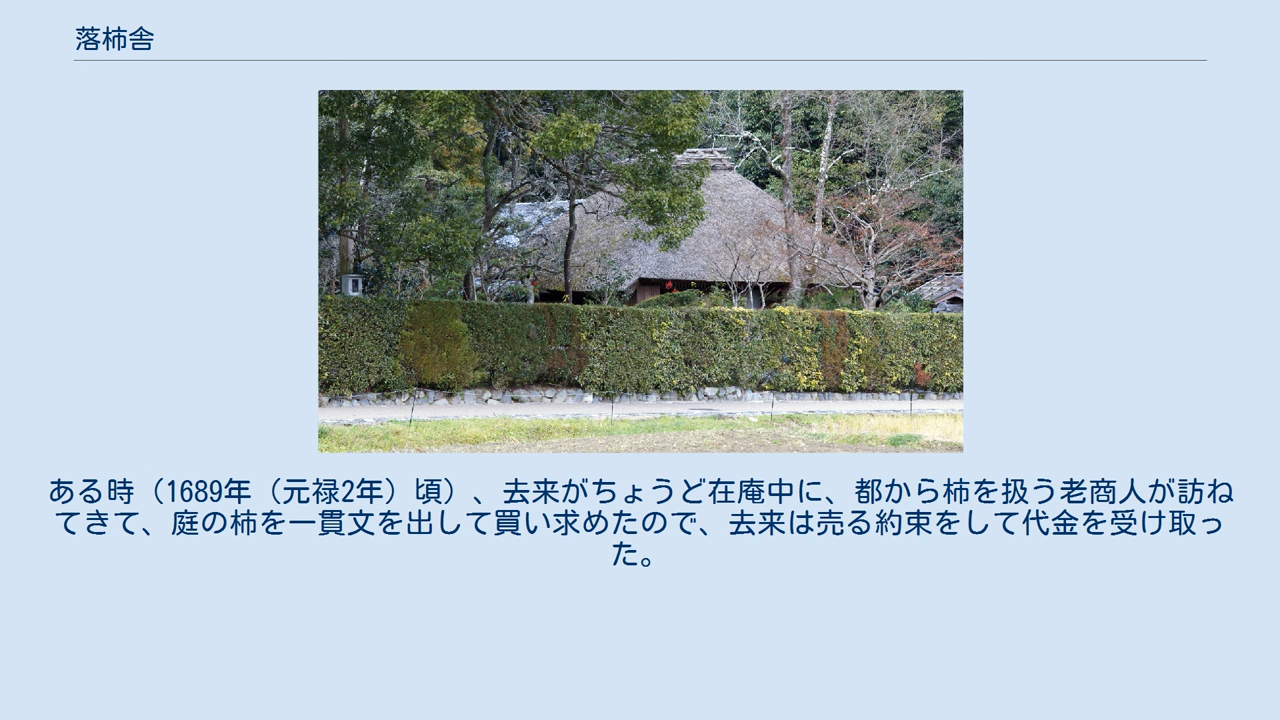 落柿舎
ある時（1689年（元禄2年）頃）、去来がちょうど在庵中に、都から柿を扱う老商人が訪ね
てきて、庭の柿を一貫文を出して買い求めたので、去来は売る約束をして代金を受け取っ
た。